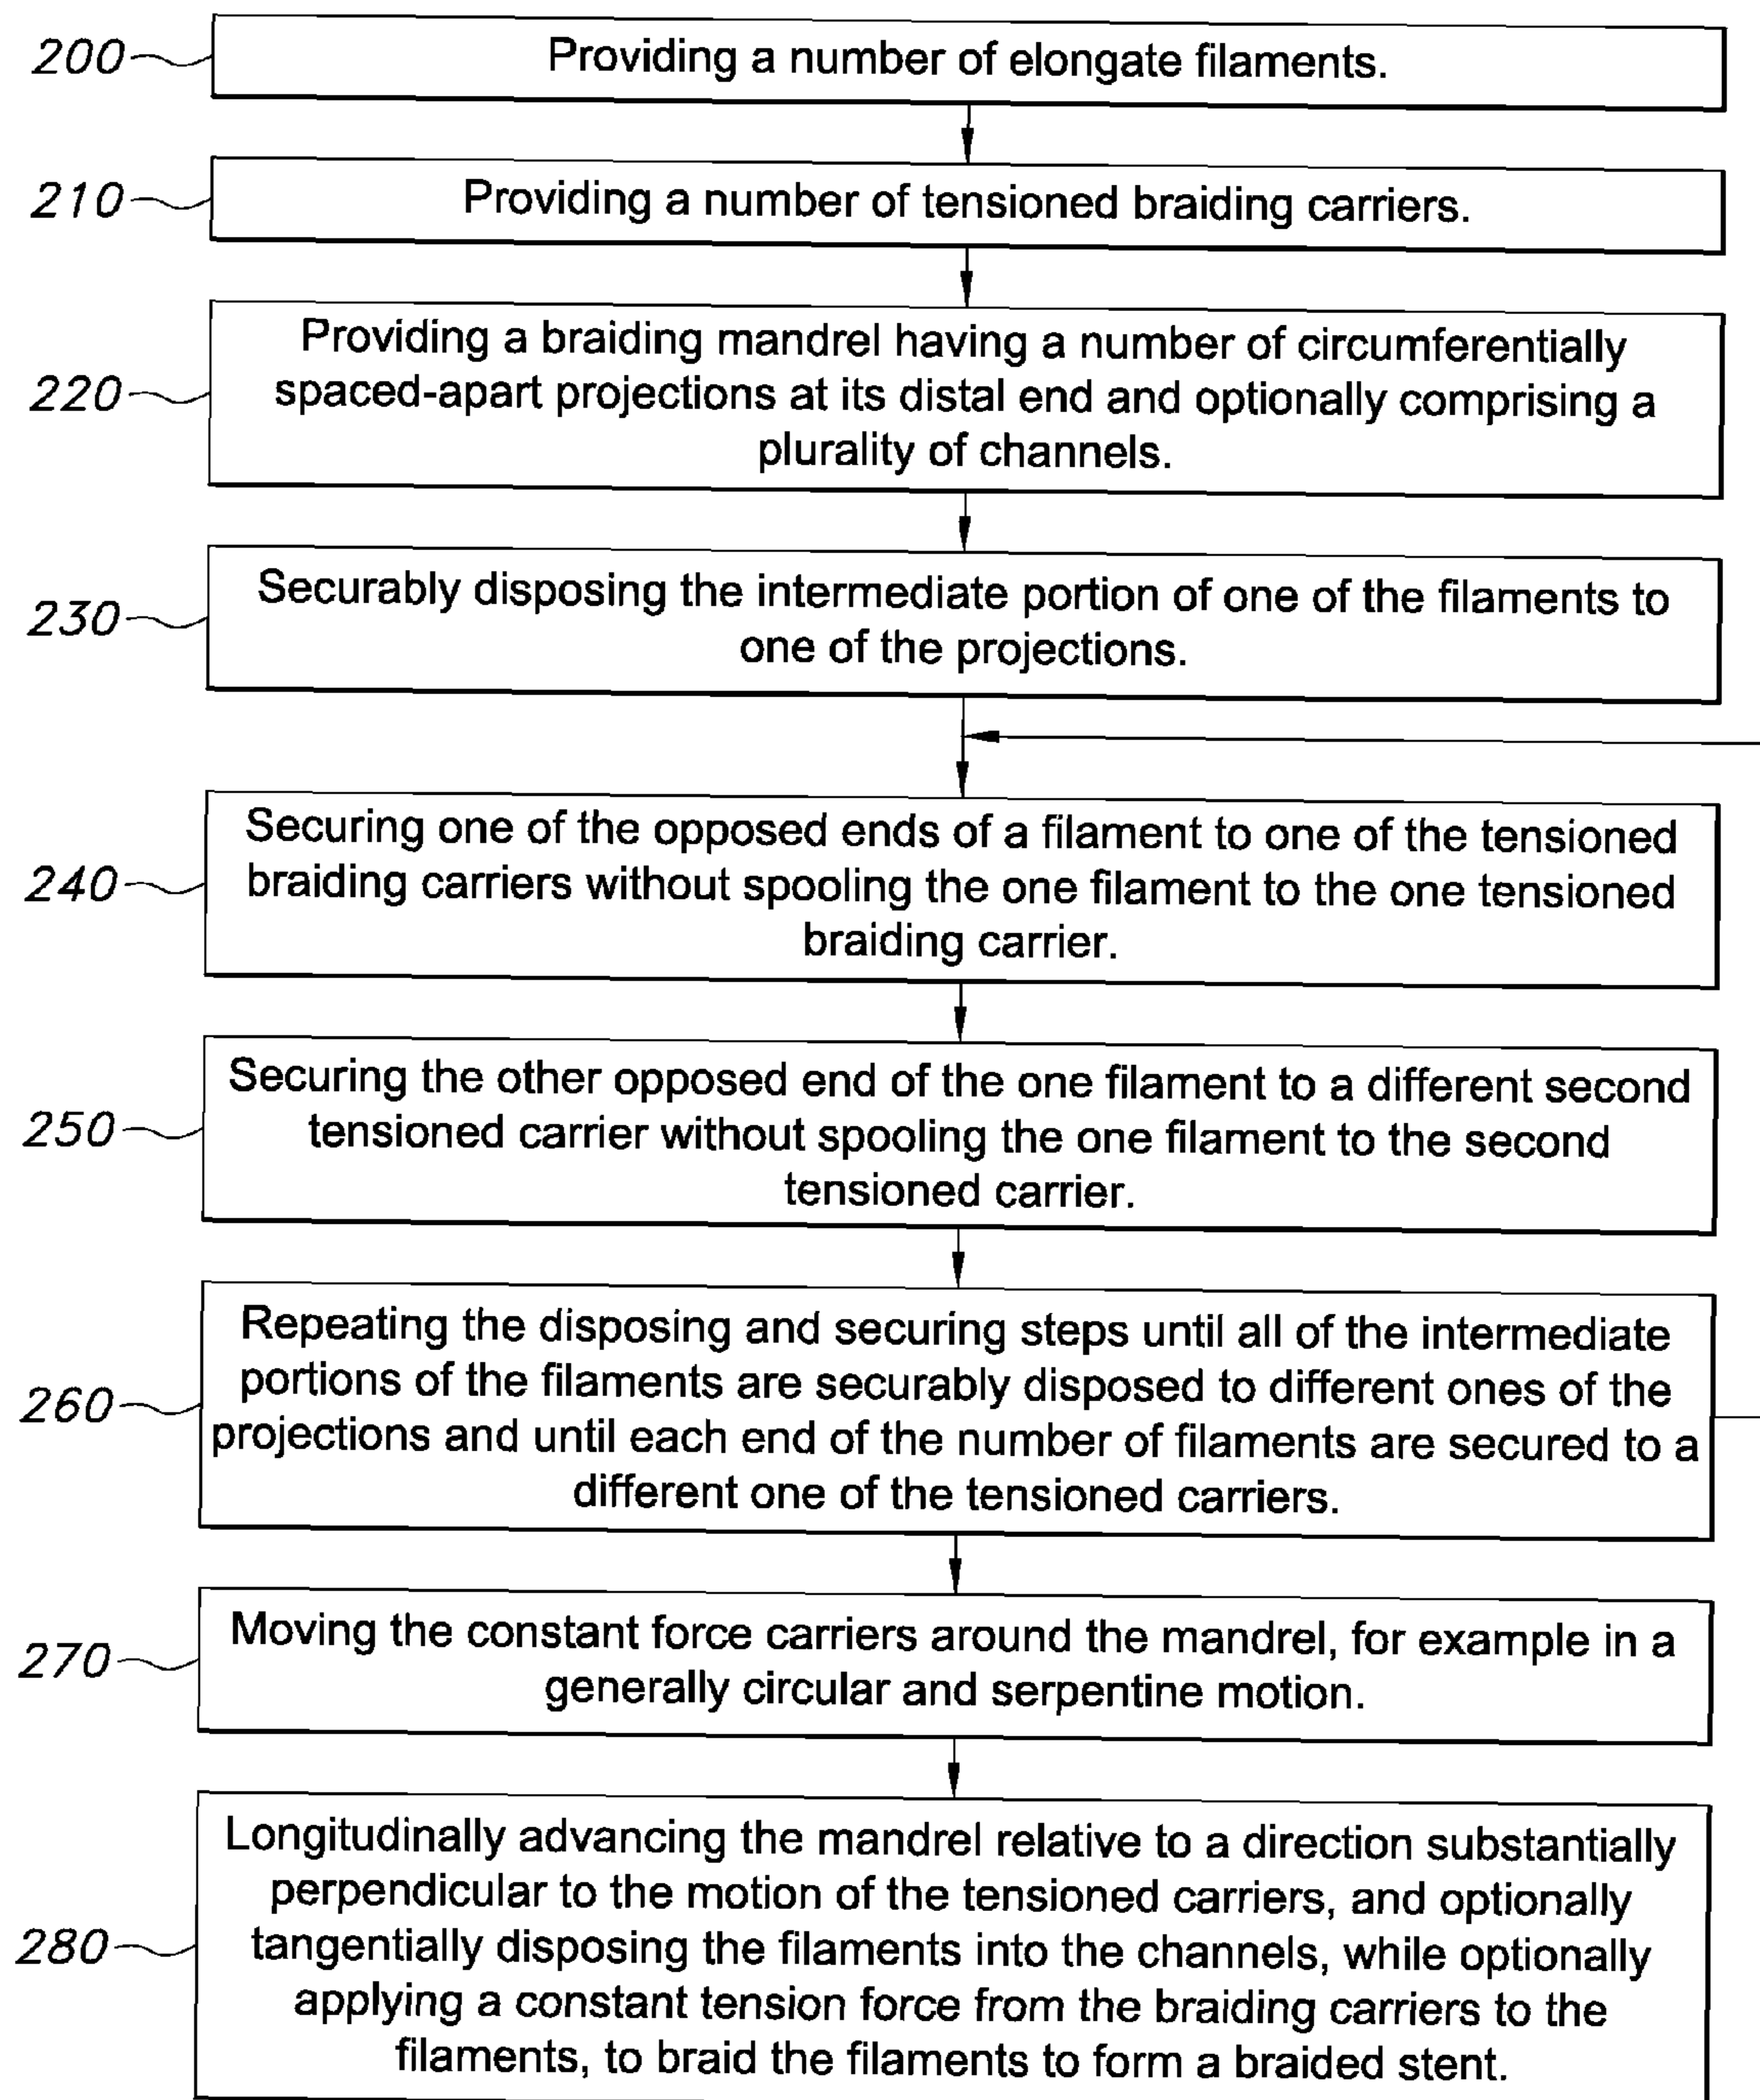 200
Providing a number of elongate filaments.
210
Providing a number of tensioned braiding carriers.
220
Providing a braiding mandrel having a number of circumferentially
spaced-apart projections at its distal end and optionally comprising a
plurality of channels.
230
Securably disposing the intermediate portion of one of the filaments to
one of the projections.
240
Securing one of the opposed ends of a filament to one of the tensioned
braiding carriers without spooling the one filament to the one tensioned
braiding carrier.
250
Securing the other opposed end of the one filament to a different second
tensioned carrier without spooling the one filament to the second
tensioned carrier.
260
Repeating the disposing and securing steps until all of the intermediate
portions of the filaments are securably disposed to different ones of the
projections and until each end of the number of filaments are secured to a
different one of the tensioned carriers.
270
Moving the constant force carriers around the mandrel, for example in a
generally circular and serpentine motion.
280
Longitudinally advancing the mandrel relative to a direction substantially
perpendicular to the motion of the tensioned carriers, and optionally
tangentially disposing the filaments into the channels, while optionally
applying a constant tension force from the braiding carriers to the
filaments, to braid the filaments to form a braided stent.